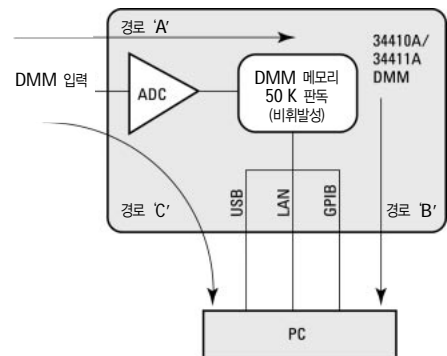 경로 ‘A’
34410A/
34411A
DMM
DMM 입력
ADC
DMM 메모리
50 K 판독
(비휘발성)
경로 ‘C’
USB
LAN
GPIB
경로 ‘B’
PC